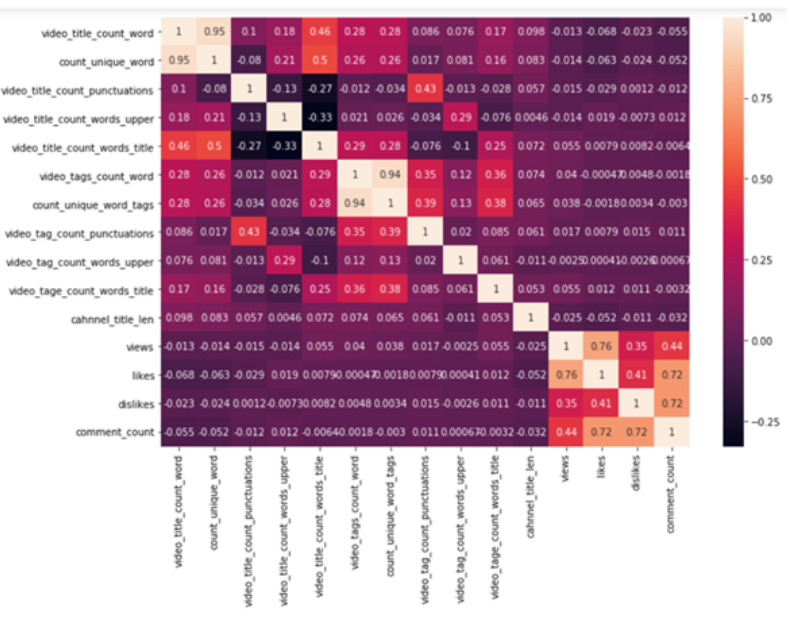 video_title_count_word 1 0.95 0.1 0.18 0.46 0.28 0.28 0.086 0.076 0.17 0.098 -0.013 -0.068 -0.023 -0.055
count_unique_word 0.95 1 -0.08 0.21 0.5 0.26 0.26 0.017 0.081 0.16 0.083 -0.014 -0.063 -0.024 -0.052
video_title_count_punctuations 0.1 -0.08 1 -0.13 -0.27 -0.012 -0.034 0.43 -0.013 -0.028 0.057 -0.015 -0.029 0.0012 -0.012
video_title_count_words_upper 0.18 0.21 -0.13 1 -0.33 0.021 0.026 -0.034 0.29 -0.076 0.0046 -0.014 0.019 -0.0073 0.012
video_title_count_words_title 0.46 0.5 -0.27 -0.33 1 0.29 0.28 -0.076 -0.1 0.25 0.072 0.055 0.0079 0.0082 -0.0064
video_tags_count_word 0.28 0.26 -0.012 0.021 0.29 1 0.94 0.35 0.12 0.36 0.074 0.04 -0.00047 0.0048 -0.0018
count_unique_word_tags 0.28 0.26 -0.034 0.026 0.28 0.94 1 0.39 0.13 0.38 0.065 0.038 -0.0018 0.0034 -0.003
video_tag_count_punctuations 0.086 0.017 0.43 -0.034 -0.076 0.35 0.39 1 0.02 0.085 0.061 0.017 0.0079 0.015 0.011
video_tag_count_words_upper 0.076 0.081 -0.013 0.29 -0.1 0.12 0.13 0.02 1 0.061 -0.011 -0.0025 0.00041 -0.0026 0.00067
video_tage_count_words_title 0.17 0.16 -0.028 -0.076 0.25 0.36 0.38 0.085 0.061 1 0.053 0.055 0.012 0.011 -0.0032
cahnnel_title_len 0.098 0.083 0.057 0.0046 0.072 0.074 0.065 0.061 -0.011 0.053 1 -0.025 -0.052 -0.011 -0.032
views -0.013 -0.014 -0.015 -0.014 0.055 0.04 0.038 0.017 -0.0025 0.055 -0.025 1 0.76 0.35 0.44
likes -0.068 -0.063 -0.029 0.019 0.0079 -0.00047 -0.0018 0.0079 0.00041 0.012 -0.052 0.76 1 0.41 0.72
dislikes -0.023 -0.024 0.0012 -0.0073 0.0082 0.0048 0.0034 0.015 -0.0026 0.011 -0.011 0.35 0.41 1 0.72
comment_count -0.055 -0.052 -0.012 0.012 -0.0064 -0.0018 -0.003 0.011 0.00067 -0.0032 -0.032 0.44 0.72 0.72 1
video_title_count_word
count_unique_word
video_title_count_punctuations
video_title_count_words_upper
video_title_count_words_title
video_tags_count_word
count_unique_word_tags
video_tag_count_punctuations
video_tag_count_words_upper
video_tage_count_words_title
cahnnel_title_len
views
likes
dislikes
comment_count
1.00
0.75
0.50
0.25
0.00
−0.25